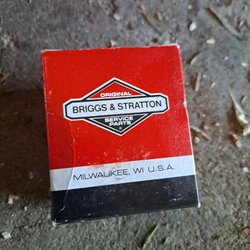 ORIGINAL
BRIGGS & STRATTON
SERVICE
PARTS
MILWAUKEE, WI U.S.A.